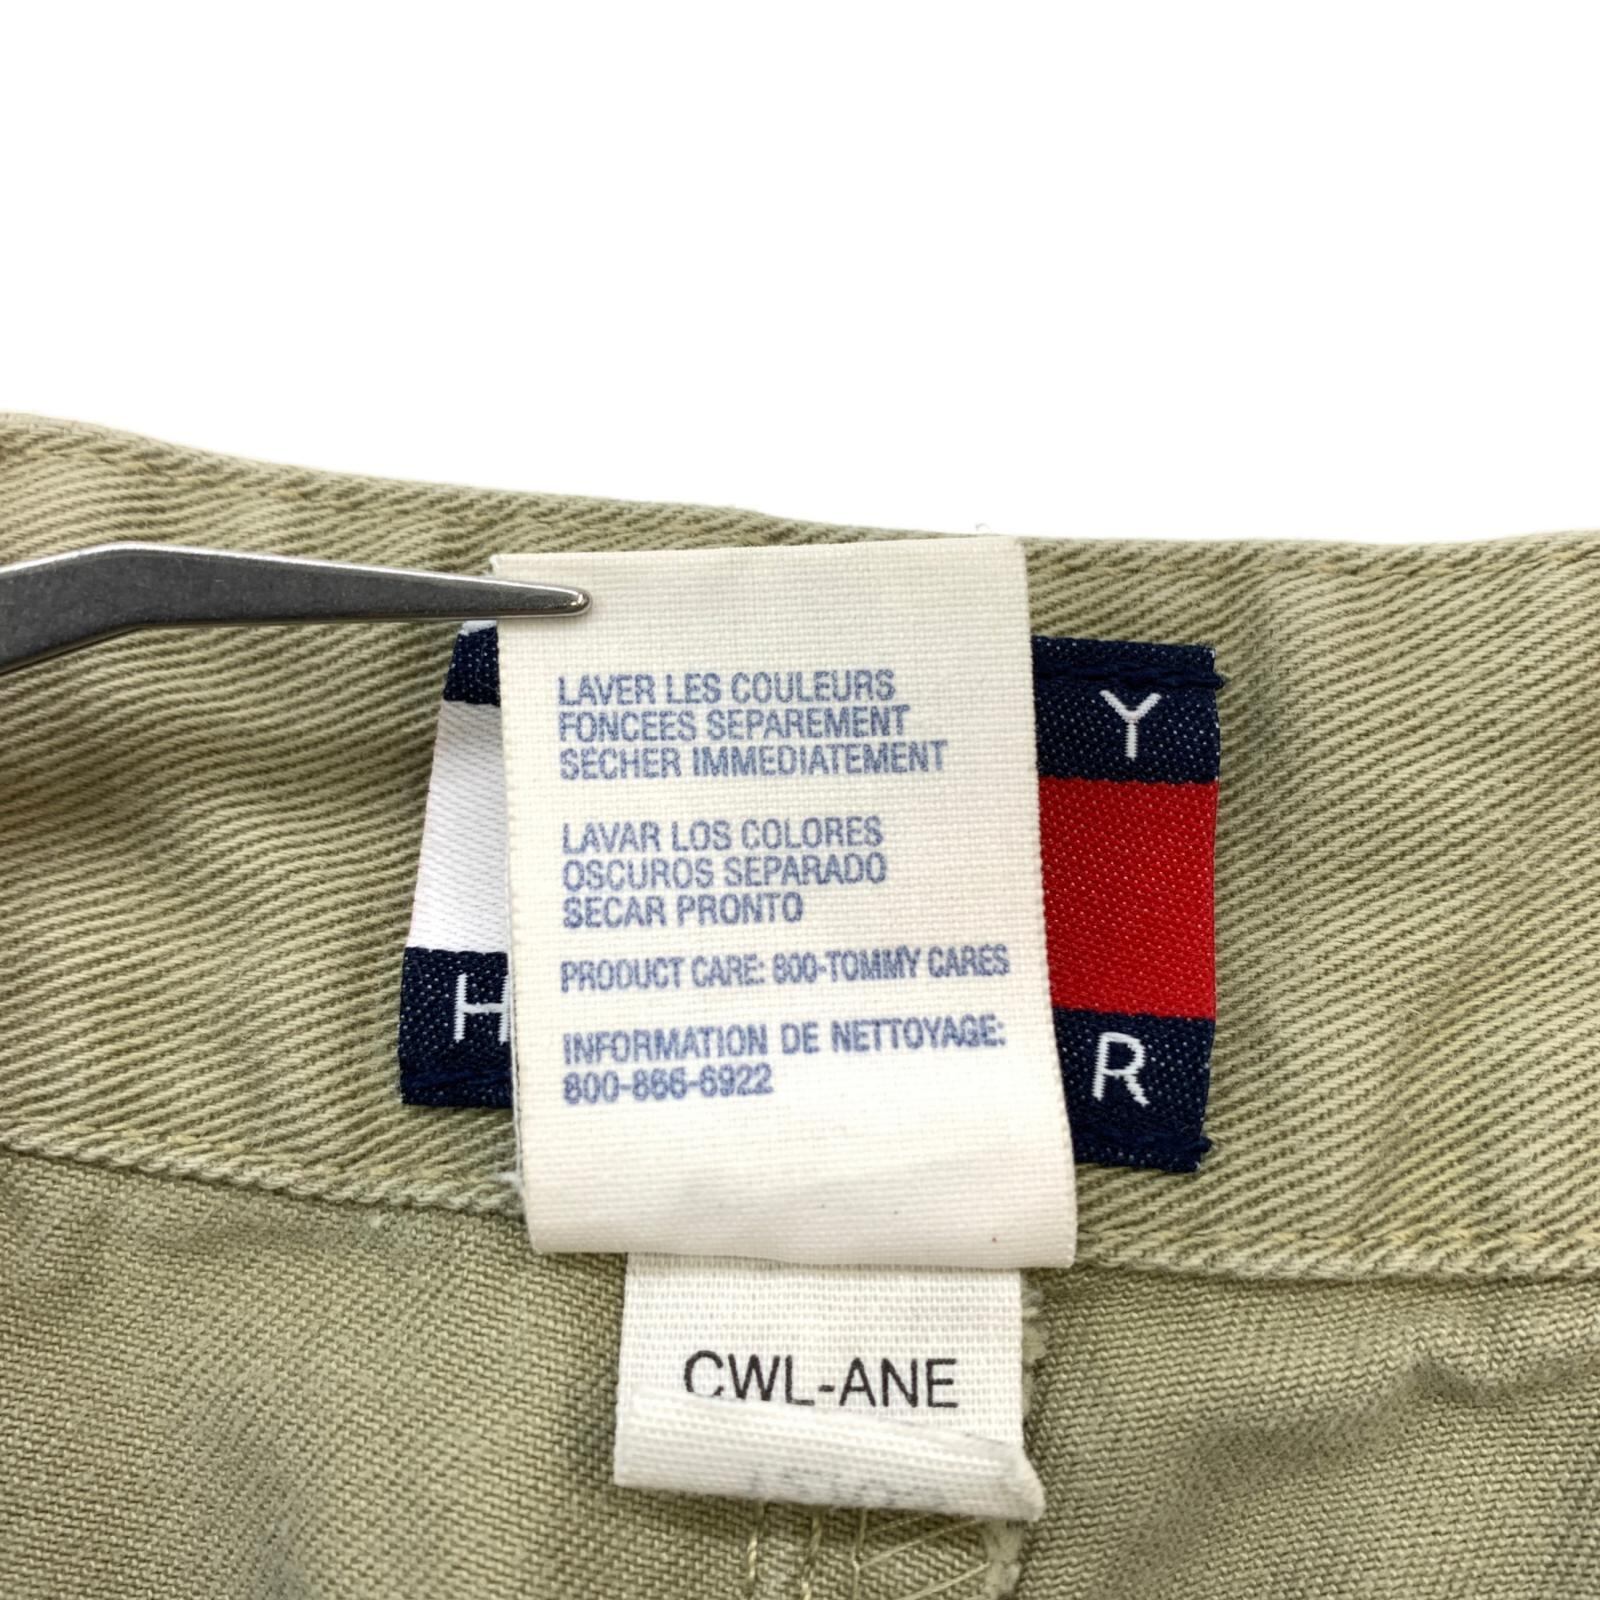 LAVER LES COULEURS
FONCEES SEPAREMENT
SECHER IMMEDIATEMENT
LAVAR LOS COLORES
OSCUROS SEPARADO
SECAR PRONTO
PRODUCT CARE: 800-TOMMY CARES
INFORMATION DE NETTOYAGE:
800-866-6922
Y
H
R
CWL-ANE